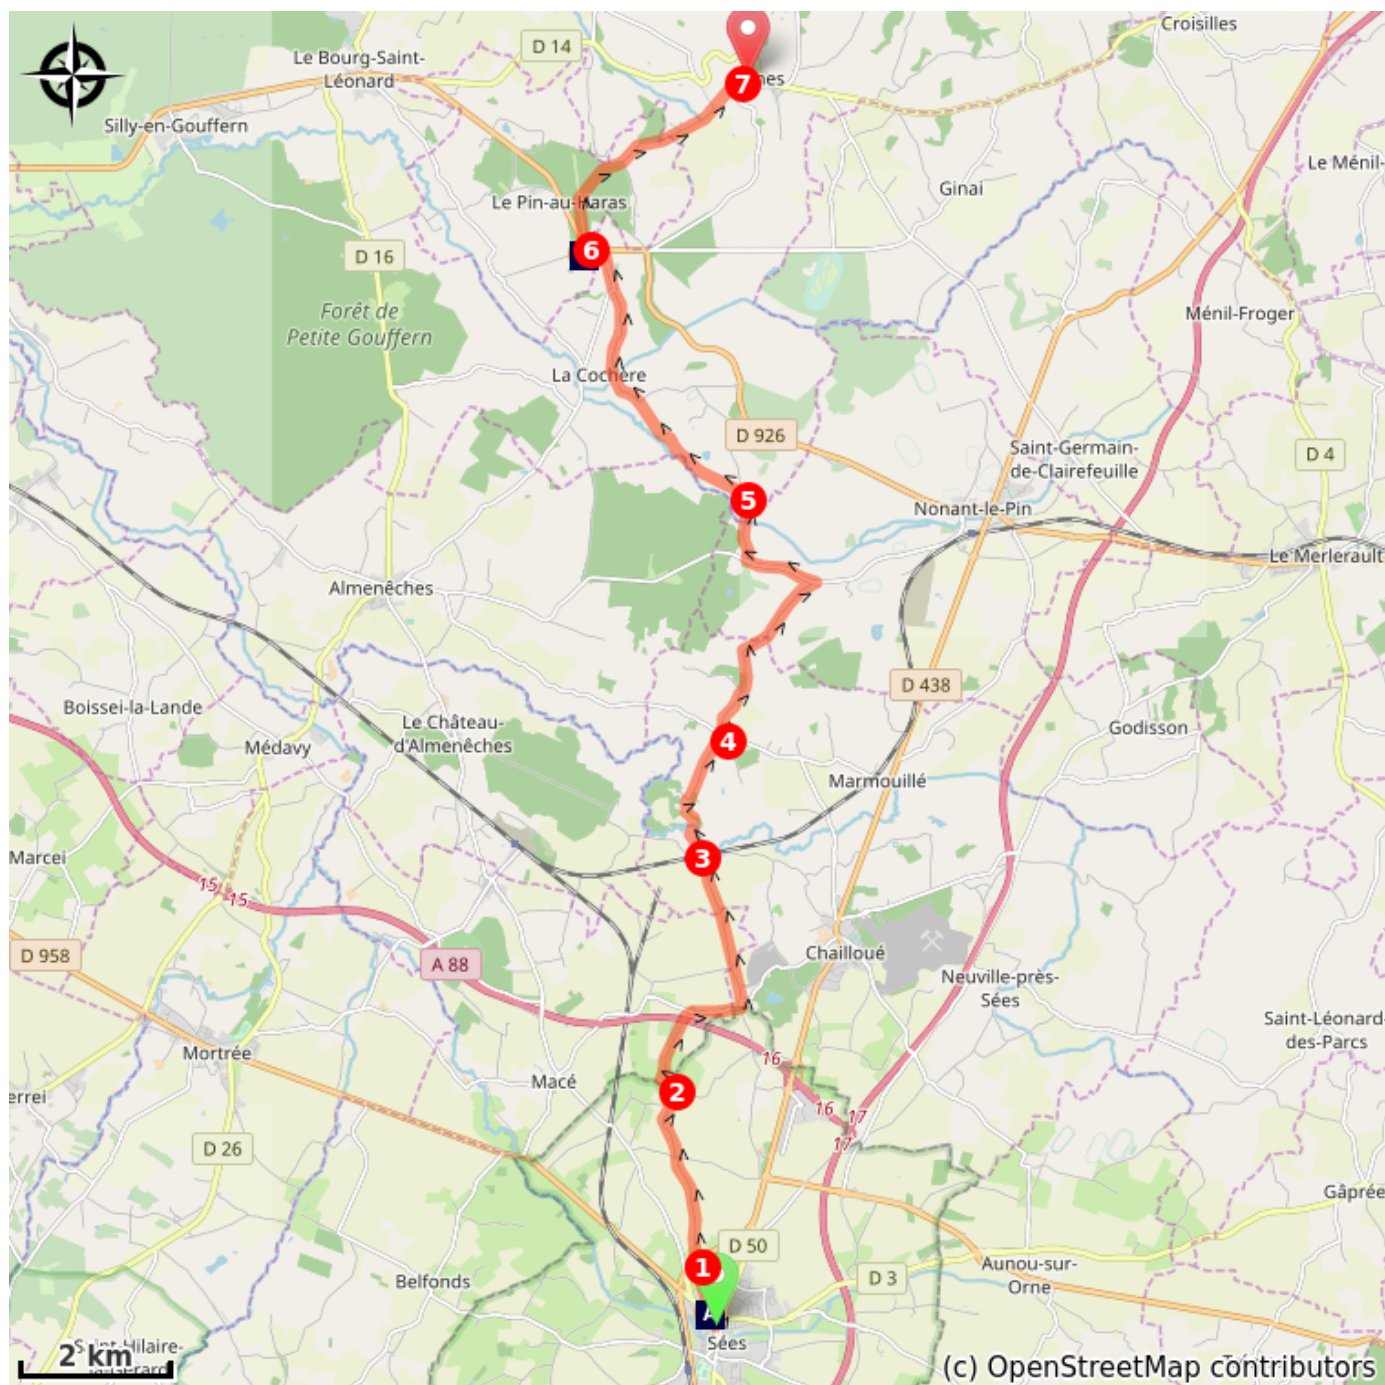 Croisilles
D 14
Le Bourg-Saint-
Léonard
7
Silly-en-Gouffern
Le Ménil-
Ginai
Le Pin-au-Haras
6
D 16
Forêt de
Petite Gouffern
Ménil-Froger
La Cochère
D 926
Saint-Germain-
de-Clairefeuille
D 4
5
Nonant-le-Pin
Le Merlerault
Almenêches
D 438
Boissei-la-Lande
Le Château-
d'Almenêches
Médavy
4
Godisson
Marmouillé
3
Marcei
15
15
D 958
A 88
Chailloué
Neuville-près-
Sées
Saint-Léonard-
des-Parcs
Mortrée
16
Macé
2
errei
16
17
17
D 26
Gâprée
D 50
1
Belfonds
D 3
Aunou-sur-
Orne
A
Sées
Saint-Hilaire-
2 km
(c) OpenStreetMap contributors